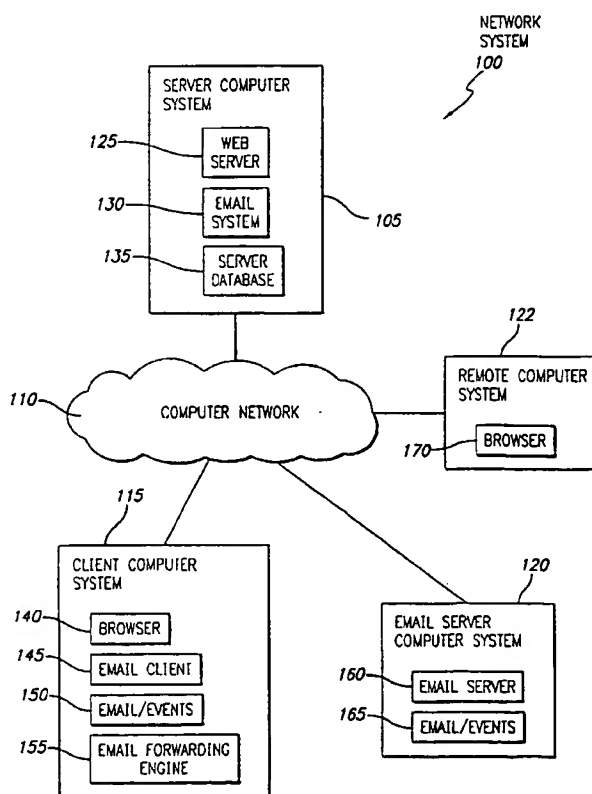 NETWORK
SYSTEM
100
SERVER COMPUTER
SYSTEM
125
WEB
SERVER
130
EMAIL
SYSTEM
105
135
SERVER
DATABASE
122
REMOTE COMPUTER
SYSTEM
170
BROWSER
110
COMPUTER NETWORK
115
CLIENT COMPUTER
SYSTEM
140
BROWSER
145
EMAIL CLIENT
150
EMAIL/EVENTS
155
EMAIL FORWARDING
ENGINE
120
EMAIL SERVER
COMPUTER SYSTEM
160
EMAIL SERVER
165
EMAIL/EVENTS